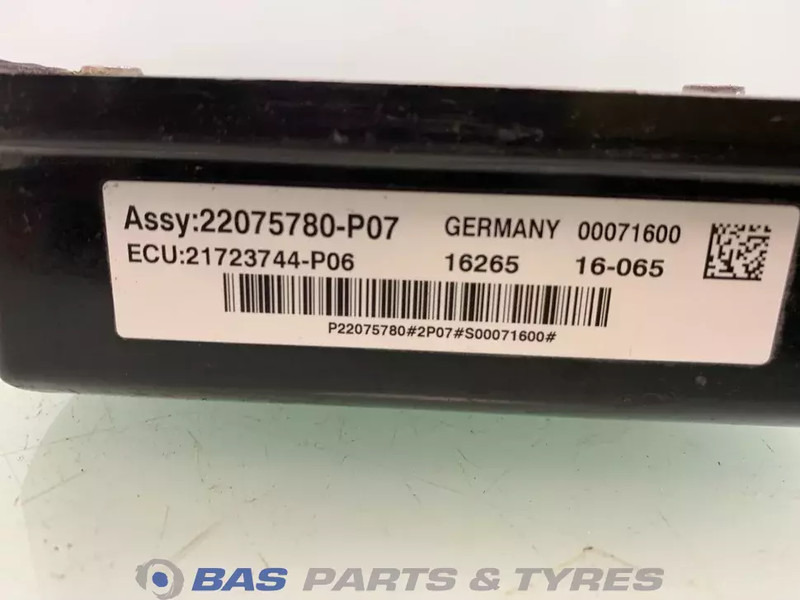 Assy:22075780-P07 GERMANY 00071600
ECU:21723744-P06 16265 16-065
P22075780#2P07#S00071600#
BAS PARTS & TYRES